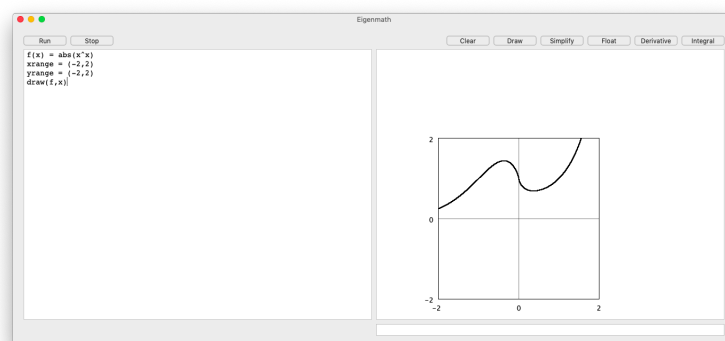 Eigenmath
Run Stop Clear Draw Simplify Float Derivative Integral
f(x) = abs(x^x)
xrange = (-2,2)
yrange = (-2,2)
draw(f,x)
2
0
-2
-2 0 2